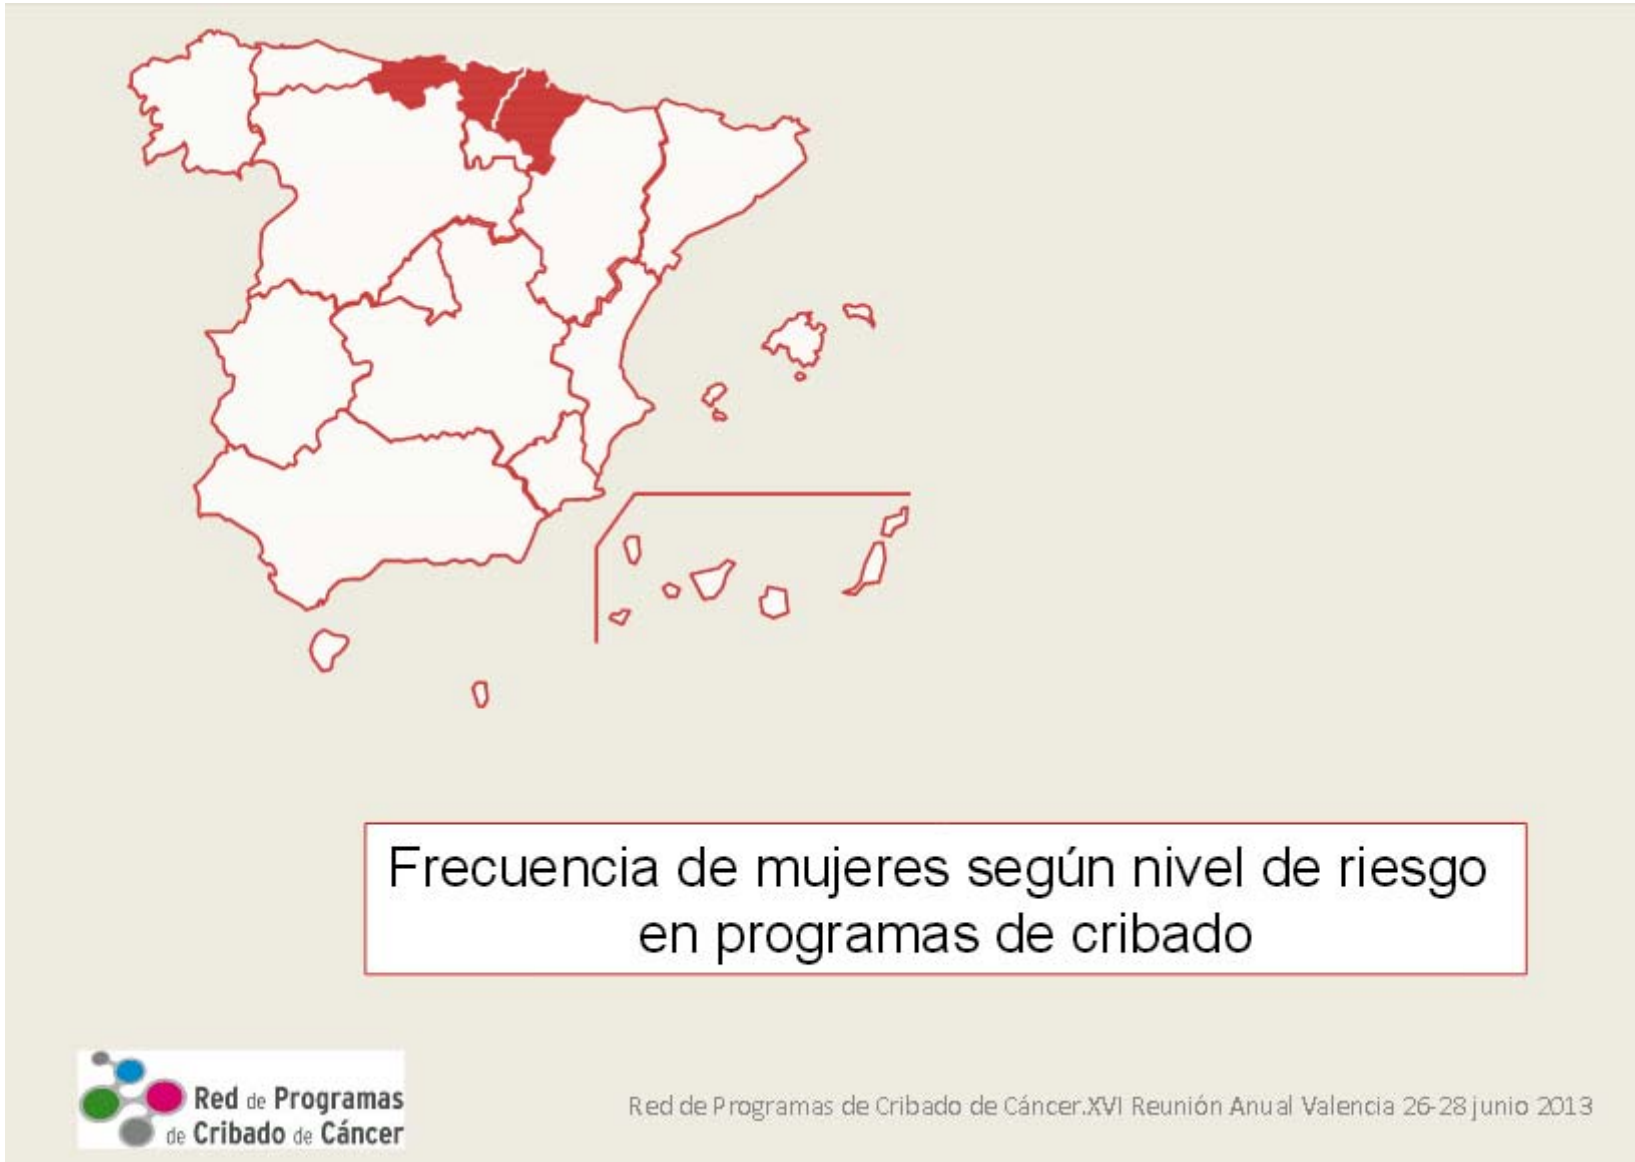 Frecuencia de mujeres según nivel de riesgo
en programas de cribado
Red de Programas
de Cribado de Cáncer
Red de Programas de Cribado de Cáncer.XVI Reunión Anual Valencia 26-28 junio 2013